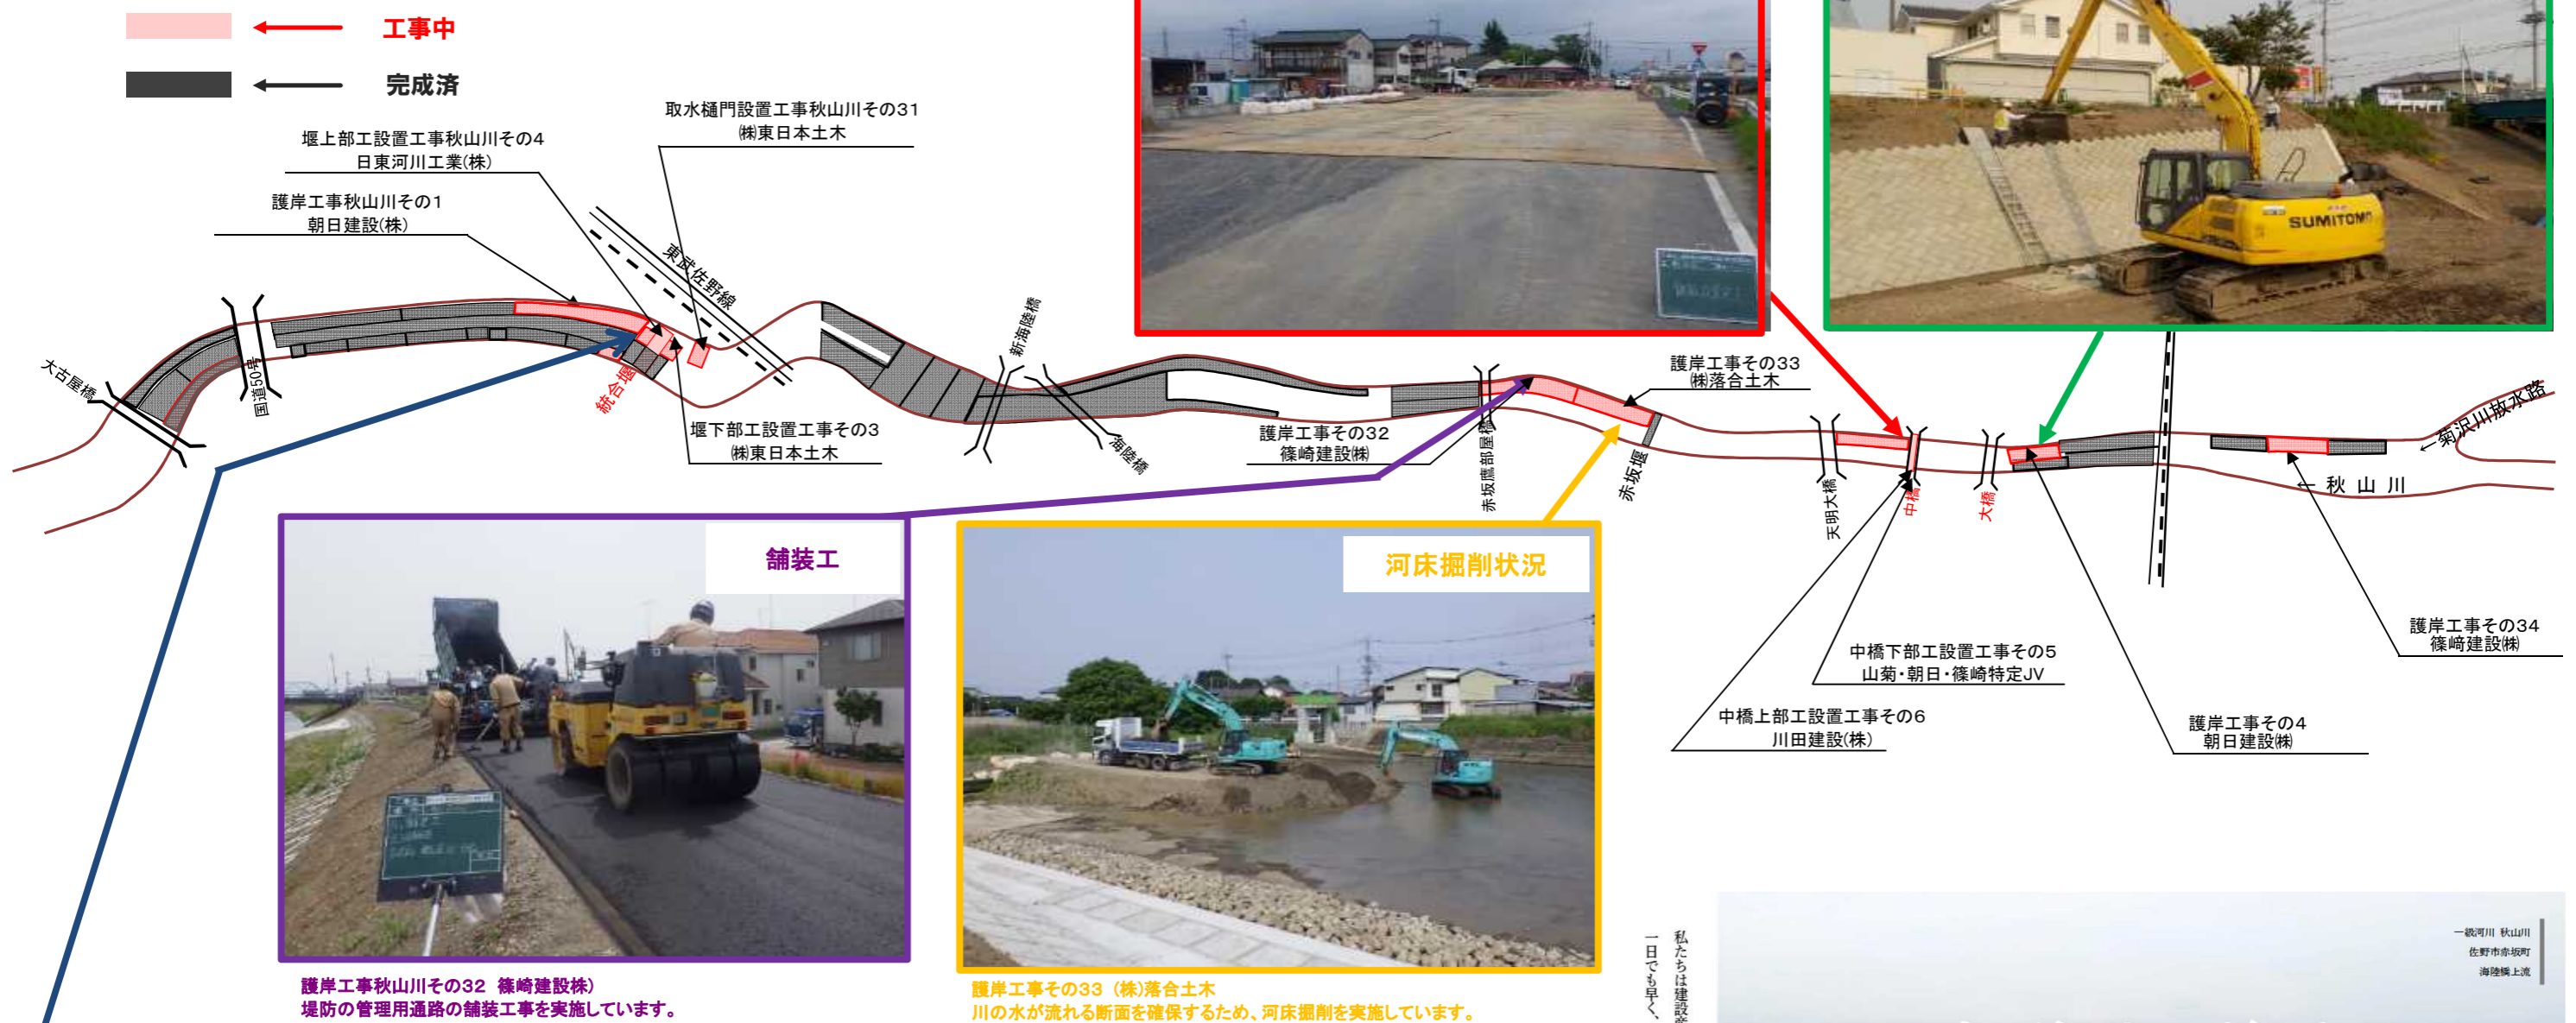 工事中
完成済
取水樋門設置工事秋山川その31
㈱東日本土木
堰上部工設置工事秋山川その4
日東河川工業(株)
護岸工事秋山川その1
朝日建設(株)
東武佐野線
大古屋橋
国道50号
統合堰
堰下部工設置工事その3
㈱東日本土木
新海陸橋
海陸橋
護岸工事その32
篠崎建設㈱
赤坂鷹部屋橋
護岸工事その33
㈱落合土木
赤坂堰
天明大橋
中橋
大橋
←菊沢川放水路
← 秋 山 川
護岸工事その34
篠﨑建設㈱
中橋下部工設置工事その5
山菊・朝日・篠崎特定JV
中橋上部工設置工事その6
川田建設(株)
護岸工事その4
朝日建設㈱
SUMITOMO
舗装工
護岸工事秋山川その32 篠崎建設株)
堤防の管理用通路の舗装工事を実施しています。
河床掘削状況
護岸工事その33 (株)落合土木
川の水が流れる断面を確保するため、河床掘削を実施しています。
私たちは建設産
一日でも早く、
一級河川 秋山川
佐野市赤坂町
海陸橋上流